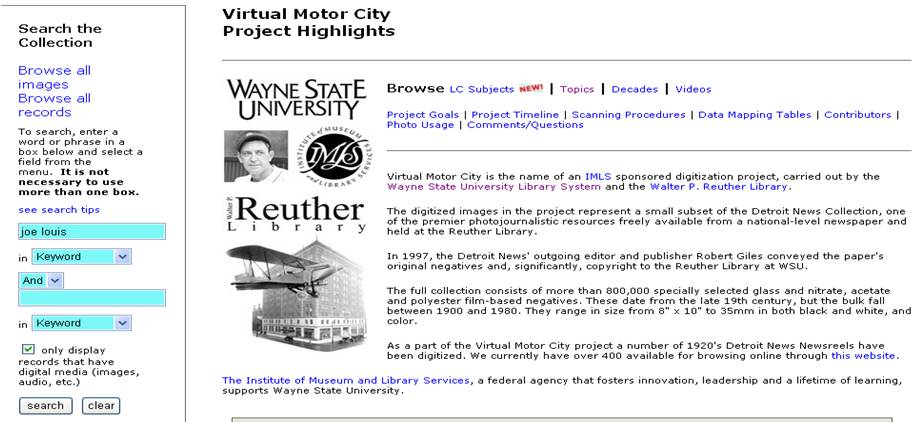 Search the
Collection
Browse all
images
Browse all
records
To search, enter a
word or phrase in a
box below and select a
field from the
menu. It is not
necessary to use
more than one box.
see search tips
joe louis
in Keyword
And
in Keyword
only display
records that have
digital media (images,
audio, etc.)
search clear
Virtual Motor City
Project Highlights
WAYNE STATE
UNIVERSITY
INSTITUTE of MUSEUM
IMLS
and LIBRARY SERVICES
Walter P.
Reuther
Library
Browse LC Subjects NEW! | Topics | Decades | Videos
Project Goals | Project Timeline | Scanning Procedures | Data Mapping Tables | Contributors |
Photo Usage | Comments/Questions
Virtual Motor City is the name of an IMLS sponsored digitization project, carried out by the
Wayne State University Library System and the Walter P. Reuther Library.
The digitized images in the project represent a small subset of the Detroit News Collection, one
of the premier photojournalistic resources freely available from a national-level newspaper and
held at the Reuther Library.
In 1997, the Detroit News' outgoing editor and publisher Robert Giles conveyed the paper's
original negatives and, significantly, copyright to the Reuther Library at WSU.
The full collection consists of more than 800,000 specially selected glass and nitrate, acetate
and polyester film-based negatives. These date from the late 19th century, but the bulk fall
between 1900 and 1980. They range in size from 8" x 10" to 35mm in both black and white, and
color.
As a part of the Virtual Motor City project a number of 1920's Detroit News Newsreels have
been digitized. We currently have over 400 available for browsing online through this website.
The Institute of Museum and Library Services, a federal agency that fosters innovation, leadership and a lifetime of learning,
supports Wayne State University.